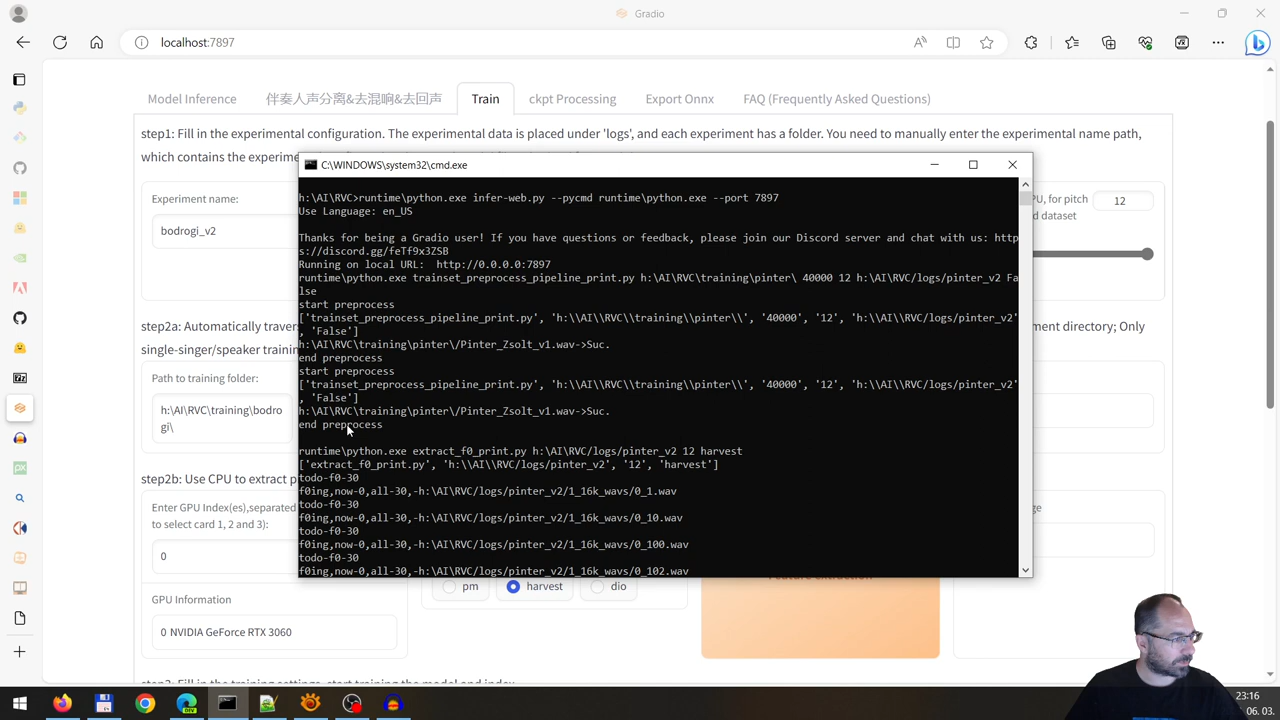 Gradio
localhost:7897
Model Inference
伴奏人声分离&去混响&去回声
Train
ckpt Processing
Export Onnx
FAQ (Frequently Asked Questions)
step1: Fill in the experimental configuration. The experimental data is placed under 'logs', and each experiment has a folder. You need to manually enter the experimental name path,
which contains the experime
Experiment name:
bodrogi_v2
PU, for pitch
d dataset
12
step2a: Automatically traver
ment directory; Only
single-singer/speaker trainin
Path to training folder:
h:\AI\RVC\training\bodro
gi\
step2b: Use CPU to extract p
Enter GPU Index(es),separated
to select card 1, 2 and 3):
ge
0
GPU Information
0 NVIDIA GeForce RTX 3060
pm
harvest
dio
C:\WINDOWS\system32\cmd.exe
h:\AI\RVC>runtime\python.exe infer-web.py --pycmd runtime\python.exe --port 7897
Use Language: en_US
Thanks for being a Gradio user! If you have questions or feedback, please join our Discord server and chat with us: http
s://discord.gg/feTf9x3ZSB
Running on local URL:  http://0.0.0.0:7897
runtime\python.exe trainset_preprocess_pipeline_print.py h:\AI\RVC\training\pinter\ 40000 12 h:\AI\RVC/logs/pinter_v2 Fa
lse
start preprocess
['trainset_preprocess_pipeline_print.py', 'h:\\AI\\RVC\\training\\pinter\\', '40000', '12', 'h:\\AI\\RVC/logs/pinter_v2'
, 'False']
h:\AI\RVC\training\pinter\/Pinter_Zsolt_v1.wav->Suc.
end preprocess
start preprocess
['trainset_preprocess_pipeline_print.py', 'h:\\AI\\RVC\\training\\pinter\\', '40000', '12', 'h:\\AI\\RVC/logs/pinter_v2'
, 'False']
h:\AI\RVC\training\pinter\/Pinter_Zsolt_v1.wav->Suc.
end preprocess
runtime\python.exe extract_f0_print.py h:\AI\RVC/logs/pinter_v2 12 harvest
['extract_f0_print.py', 'h:\\AI\\RVC/logs/pinter_v2', '12', 'harvest']
todo-f0-30
f0ing,now-0,all-30,-h:\AI\RVC/logs/pinter_v2/1_16k_wavs/0_1.wav
todo-f0-30
f0ing,now-0,all-30,-h:\AI\RVC/logs/pinter_v2/1_16k_wavs/0_10.wav
todo-f0-30
f0ing,now-0,all-30,-h:\AI\RVC/logs/pinter_v2/1_16k_wavs/0_100.wav
todo-f0-30
f0ing,now-0,all-30,-h:\AI\RVC/logs/pinter_v2/1_16k_wavs/0_102.wav
23:16
06. 03.